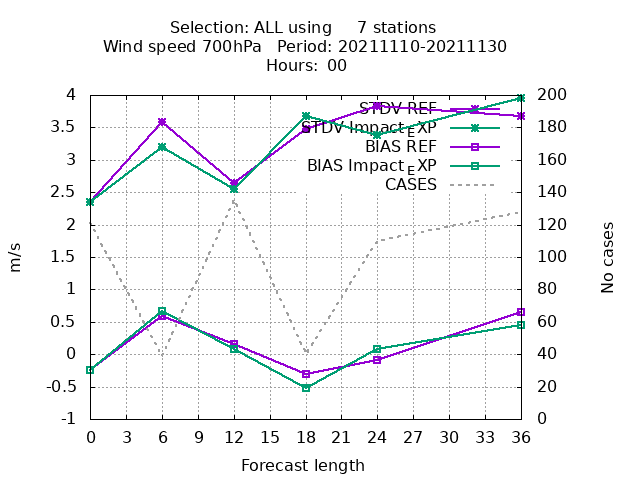 Selection: ALL using 7 stations
Wind speed 700hPa Period: 20211110-20211130
Hours: 00
4
3.5
3
2.5
2
1.5
1
0.5
0
-0.5
-1
m/s
STDV REF
STDV Impact_EXP
BIAS REF
BIAS Impact_EXP
CASES
200
180
160
140
120
100
80
60
40
20
0
No cases
0 3 6 9 12 15 18 21 24 27 30 33 36
Forecast length